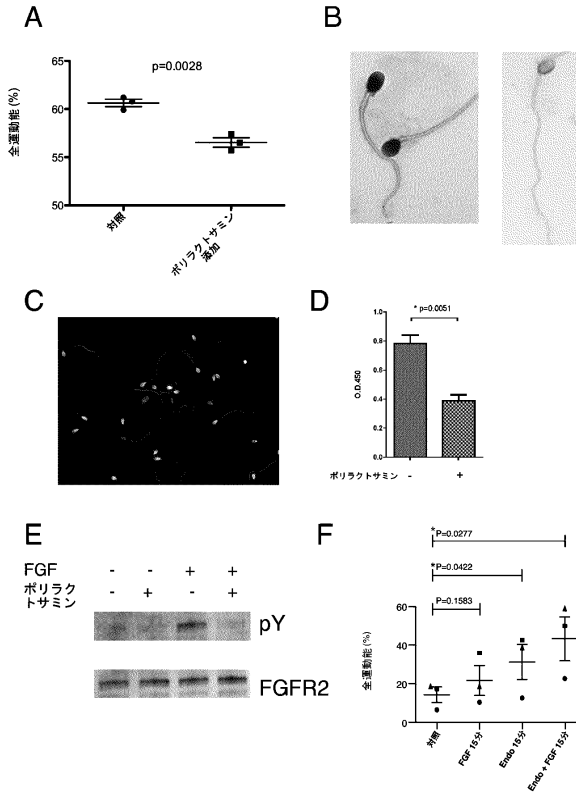 A
p=0.0028
65
60
55
50
全運動能(%)
対照
ポリラクトサミン
添加
B
C
D
* p=0.0051
1.0
0.8
0.6
0.4
0.2
0.0
O.D.450
ポリラクトサミン - +
E
FGF - - + +
ポリラク
トサミン - + - +
pY
FGFR2
F
*P=0.0277
*P=0.0422
P=0.1583
60
40
20
0
全運動能(%)
対照
FGF 15分
Endo 15分
Endo + FGF 15分